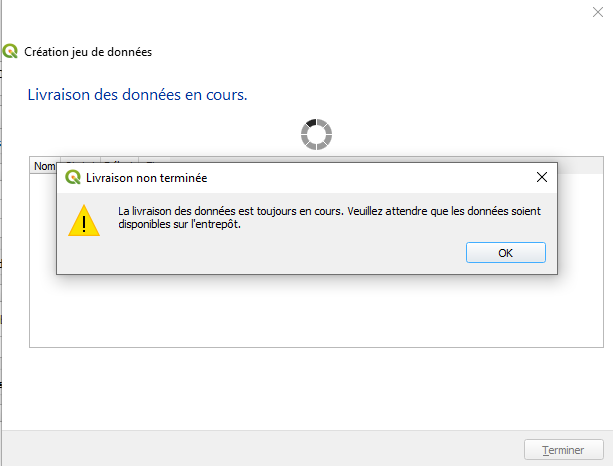 Création jeu de données
Livraison des données en cours.
Nom
Livraison non terminée
La livraison des données est toujours en cours. Veuillez attendre que les données soient
disponibles sur l'entrepôt.
OK
Terminer